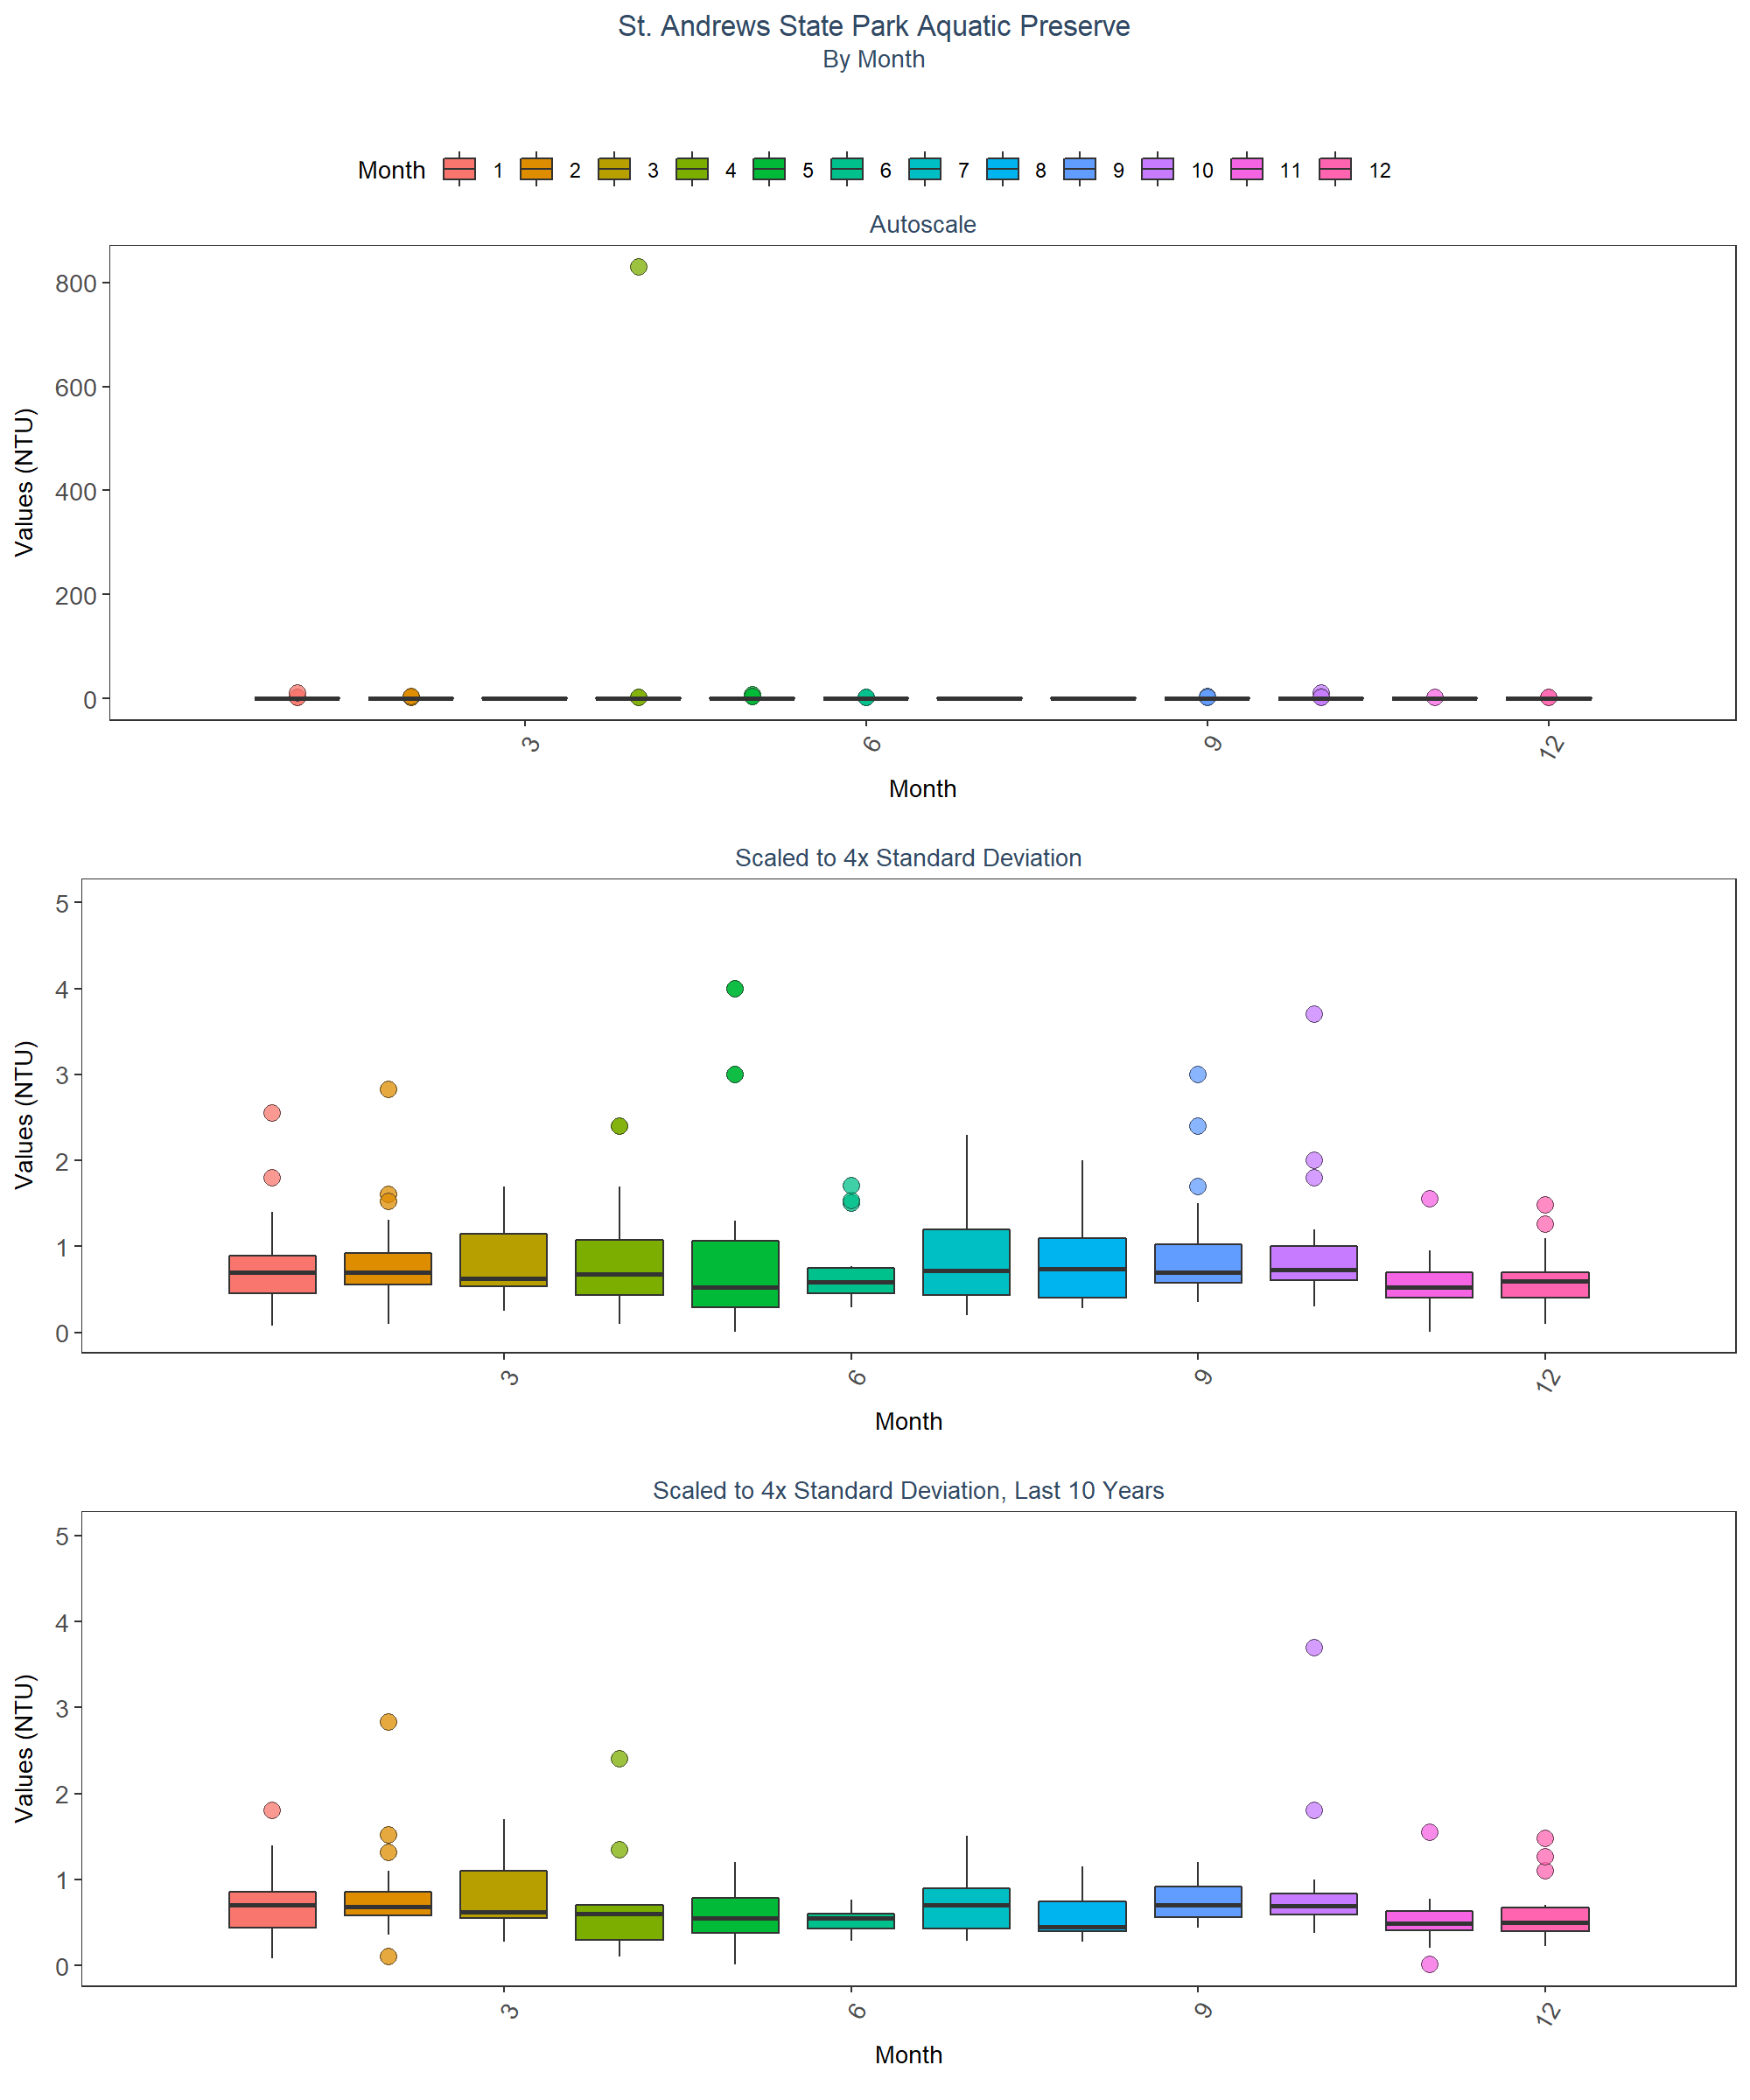 St. Andrews State Park Aquatic Preserve
By Month
Month 1 2 3 4 5 6 7 8 9 10 11 12
Autoscale
800
600
400
200
0
Values (NTU)
3 6 9 12
Month
Scaled to 4x Standard Deviation
5
4
3
2
1
0
Values (NTU)
3 6 9 12
Month
Scaled to 4x Standard Deviation, Last 10 Years
5
4
3
2
1
0
Values (NTU)
3 6 9 12
Month